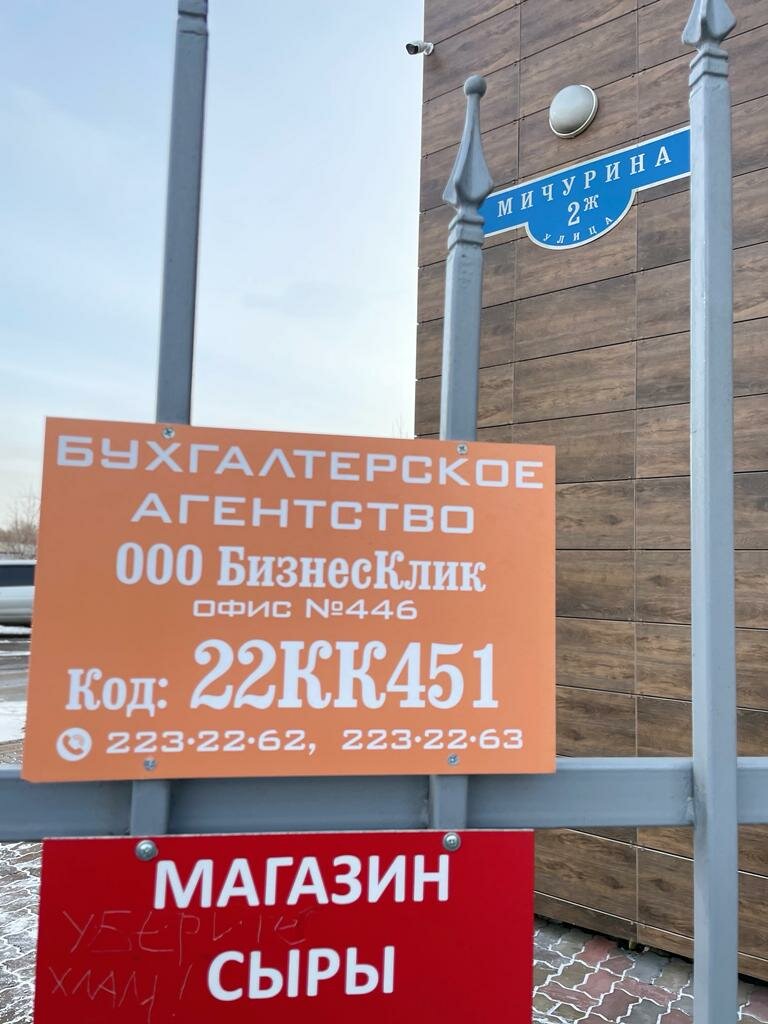 МИЧУРИНА
2Ж
УЛИЦА
БУХГАЛТЕРСКОЕ
АГЕНТСТВО
ООО БизнесКлик
ОФИС №446
Код: 22КК451
223•22•62, 223•22•63
МАГАЗИН
УБЕРИТЕ
СЫРЫ
ХЛАМ!